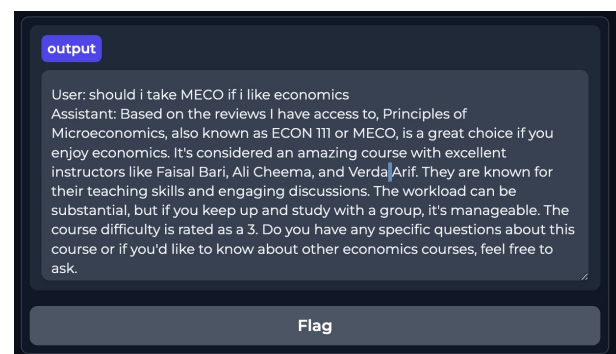 output
User: should i take MECO if i like economics
Assistant: Based on the reviews I have access to, Principles of
Microeconomics, also known as ECON 111 or MECO, is a great choice if you
enjoy economics. It's considered an amazing course with excellent
instructors like Faisal Bari, Ali Cheema, and Verda Arif. They are known for
their teaching skills and engaging discussions. The workload can be
substantial, but if you keep up and study with a group, it's manageable. The
course difficulty is rated as a 3. Do you have any specific questions about this
course or if you'd like to know about other economics courses, feel free to
ask.
Flag